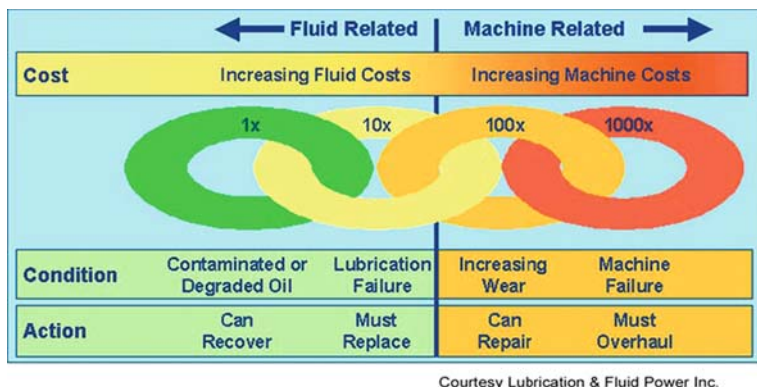 Fluid Related Machine Related
Cost Increasing Fluid Costs Increasing Machine Costs
1x 10x 100x 1000x
Condition Contaminated or Degraded Oil Lubrication Failure Increasing Wear Machine Failure
Action Can Recover Must Replace Can Repair Must Overhaul
Courtesy Lubrication & Fluid Power Inc.